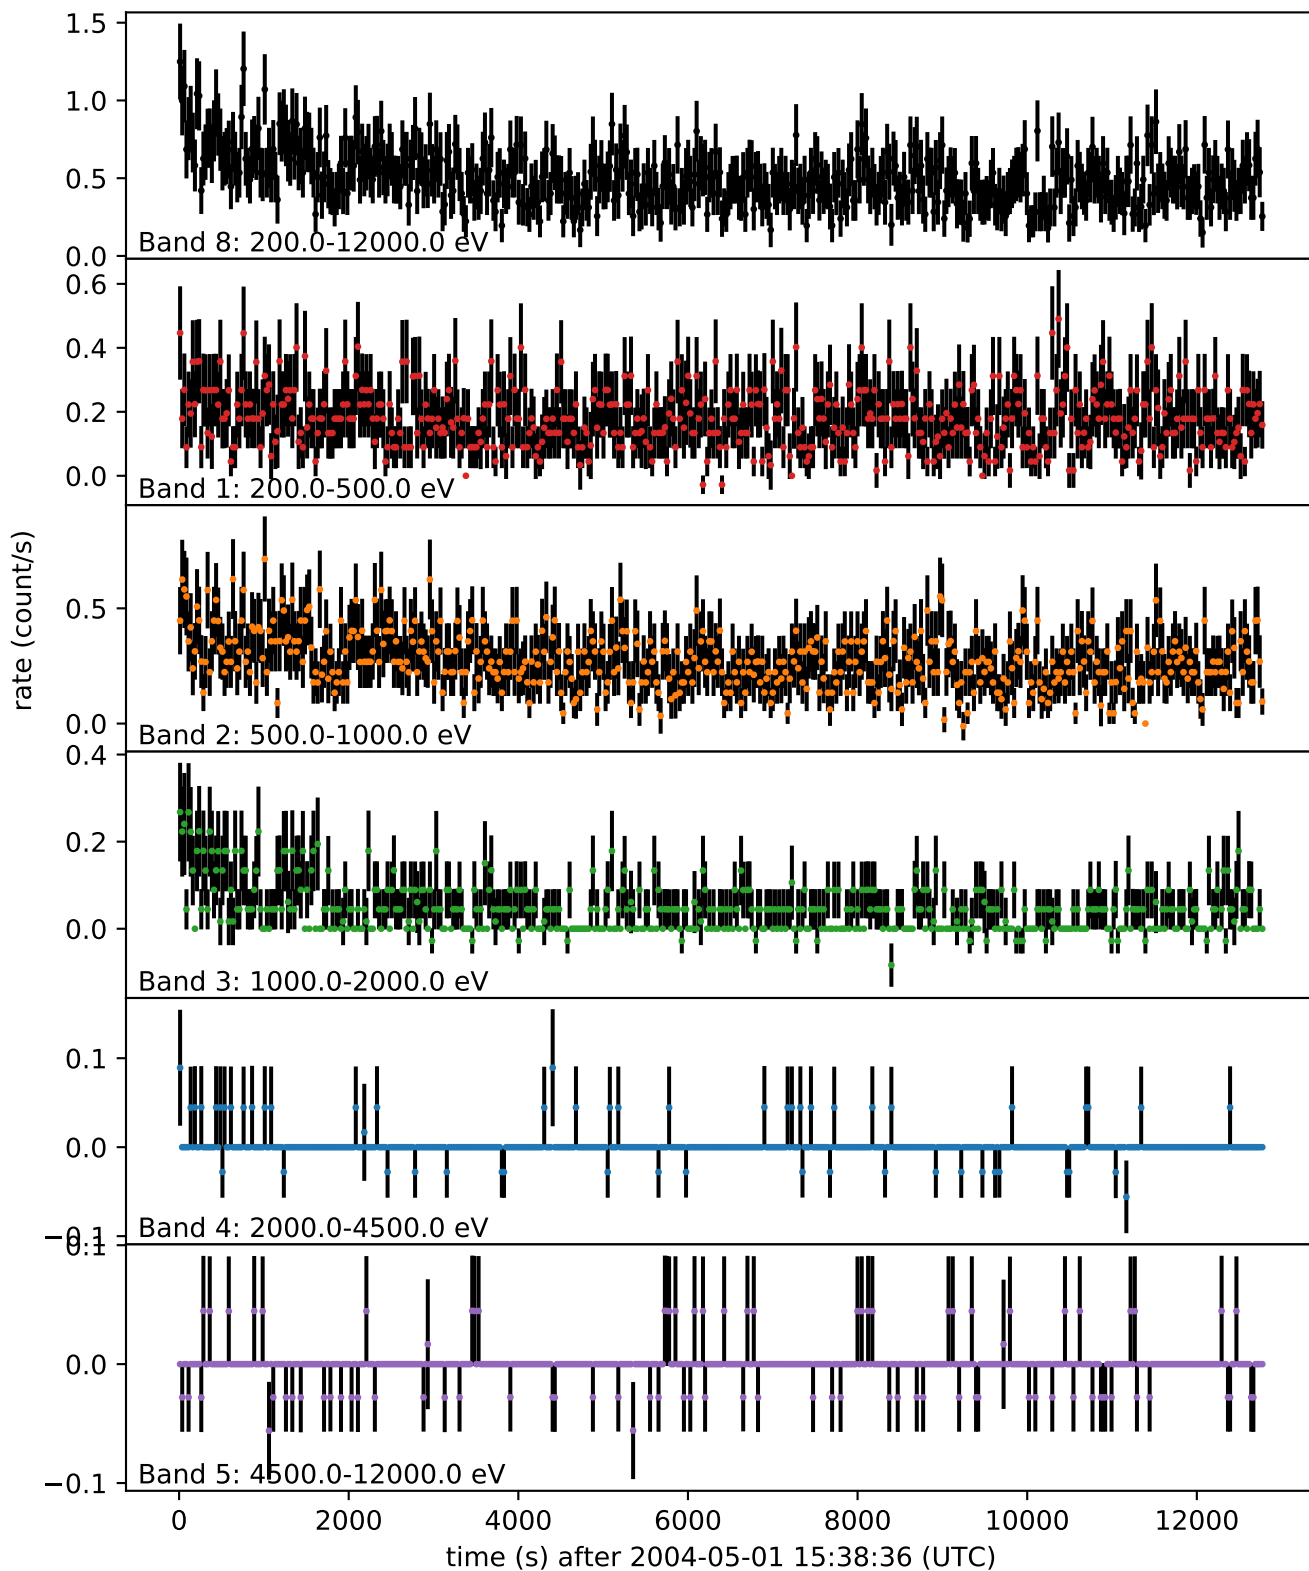 1.5
1.0
0.5
0.0
Band 8: 200.0-12000.0 eV
0.6
0.4
0.2
0.0
Band 1: 200.0-500.0 eV
0.5
0.0
Band 2: 500.0-1000.0 eV
rate (count/s)
0.4
0.2
0.0
Band 3: 1000.0-2000.0 eV
0.1
0.0
−0.1
Band 4: 2000.0-4500.0 eV
0.1
0.0
−0.1
Band 5: 4500.0-12000.0 eV
0 2000 4000 6000 8000 10000 12000
time (s) after 2004-05-01 15:38:36 (UTC)